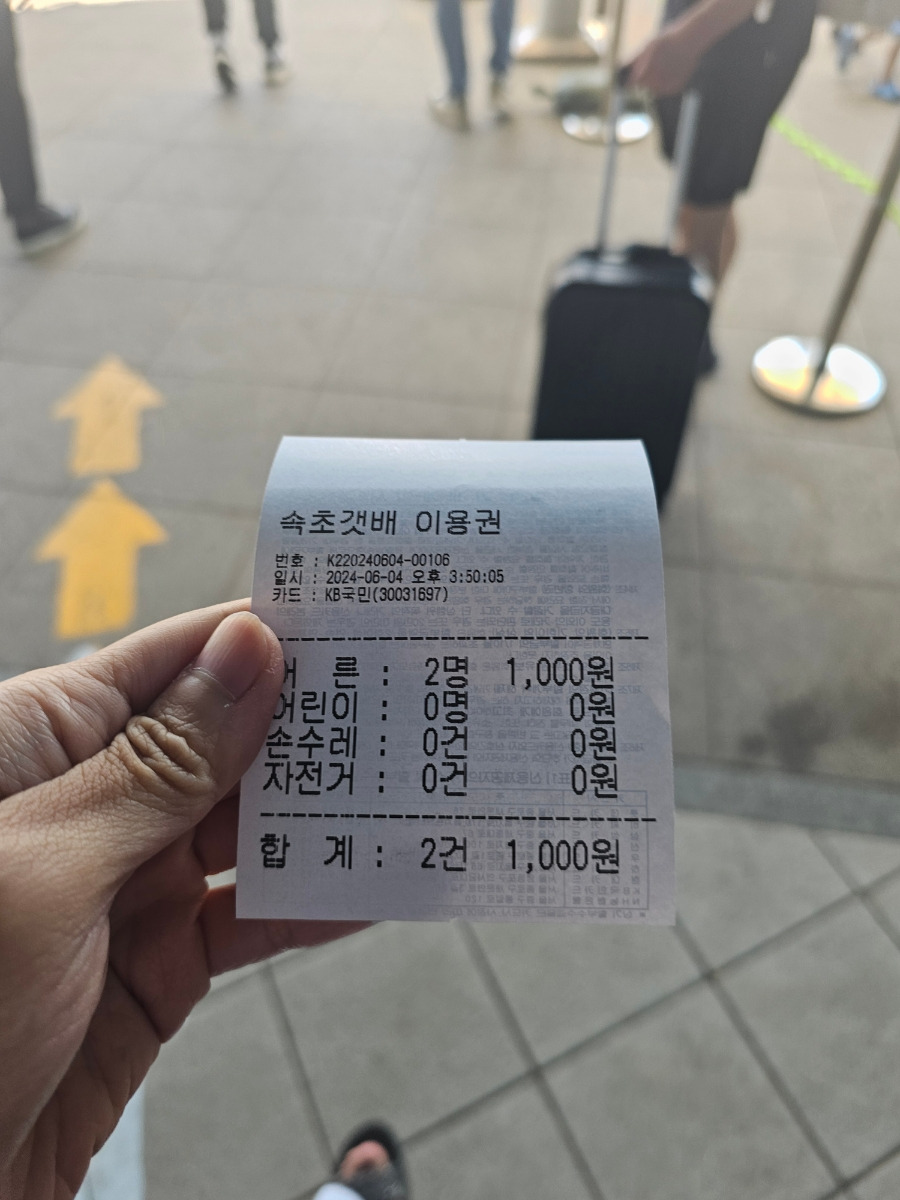 속초갯배 이용권
번호 : K220240604-00106
일시 : 2024-06-04 오후 3:50:05
카드 : KB국민(30031697)
어 른 : 2명 1,000원
어린이 : 0명 0원
손수레 : 0건 0원
자전거 : 0건 0원
합 계 : 2건 1,000원